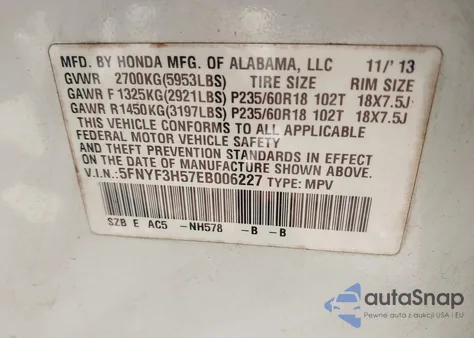 MFD. BY HONDA MFG. OF ALABAMA, LLC 11/' 13
GVWR 2700KG(5953LBS) TIRE SIZE RIM SIZE
GAWR F 1325KG(2921LBS) P235/60R18 102T 18X7.5J
GAWR R1450KG(3197LBS) P235/60R18 102T 18X7.5J
THIS VEHICLE CONFORMS TO ALL APPLICABLE
FEDERAL MOTOR VEHICLE SAFETY
AND THEFT PREVENTION STANDARDS IN EFFECT
ON THE DATE OF MANUFACTURE SHOWN ABOVE.
V.I.N.:5FNYF3H57EB006227 TYPE: MPV
SZB E AC5 -NH578 -B -B
autoSnap
Pewne auta z aukcji USA i EU